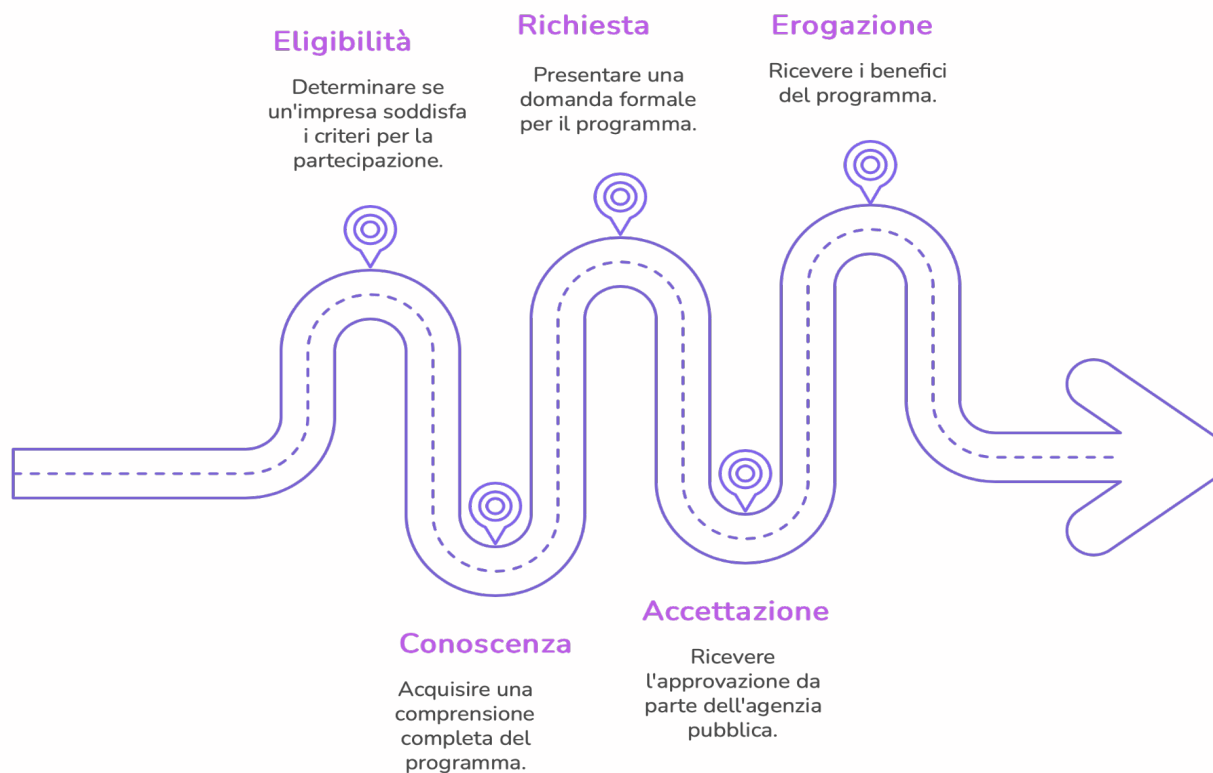 Eligibilità
Determinare se
un'impresa soddisfa
i criteri per la
partecipazione.
Conoscenza
Acquisire una
comprensione
completa del
programma.
Richiesta
Presentare una
domanda formale
per il programma.
Accettazione
Ricevere
l'approvazione da
parte dell'agenzia
pubblica.
Erogazione
Ricevere i benefici
del programma.